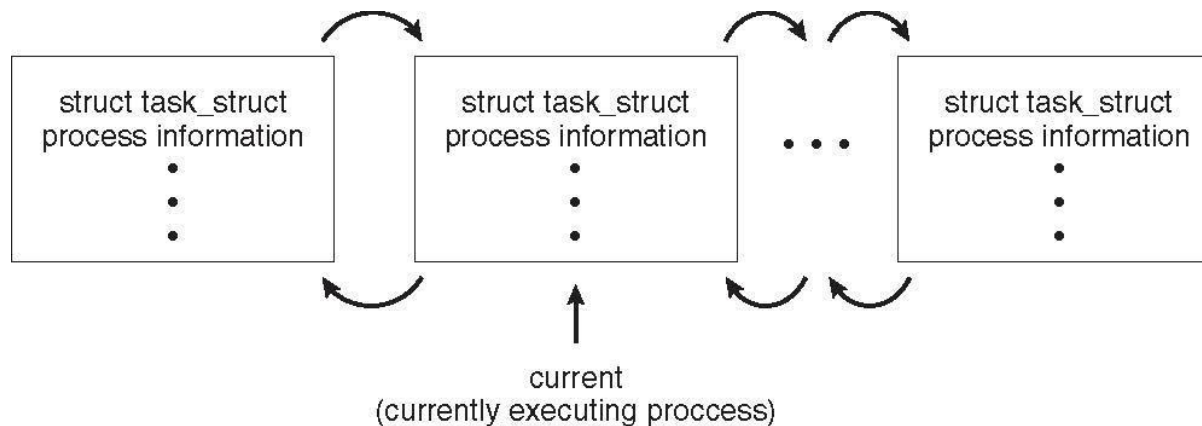 struct task_struct
process information
struct task_struct
process information
struct task_struct
process information
current
(currently executing proccess)